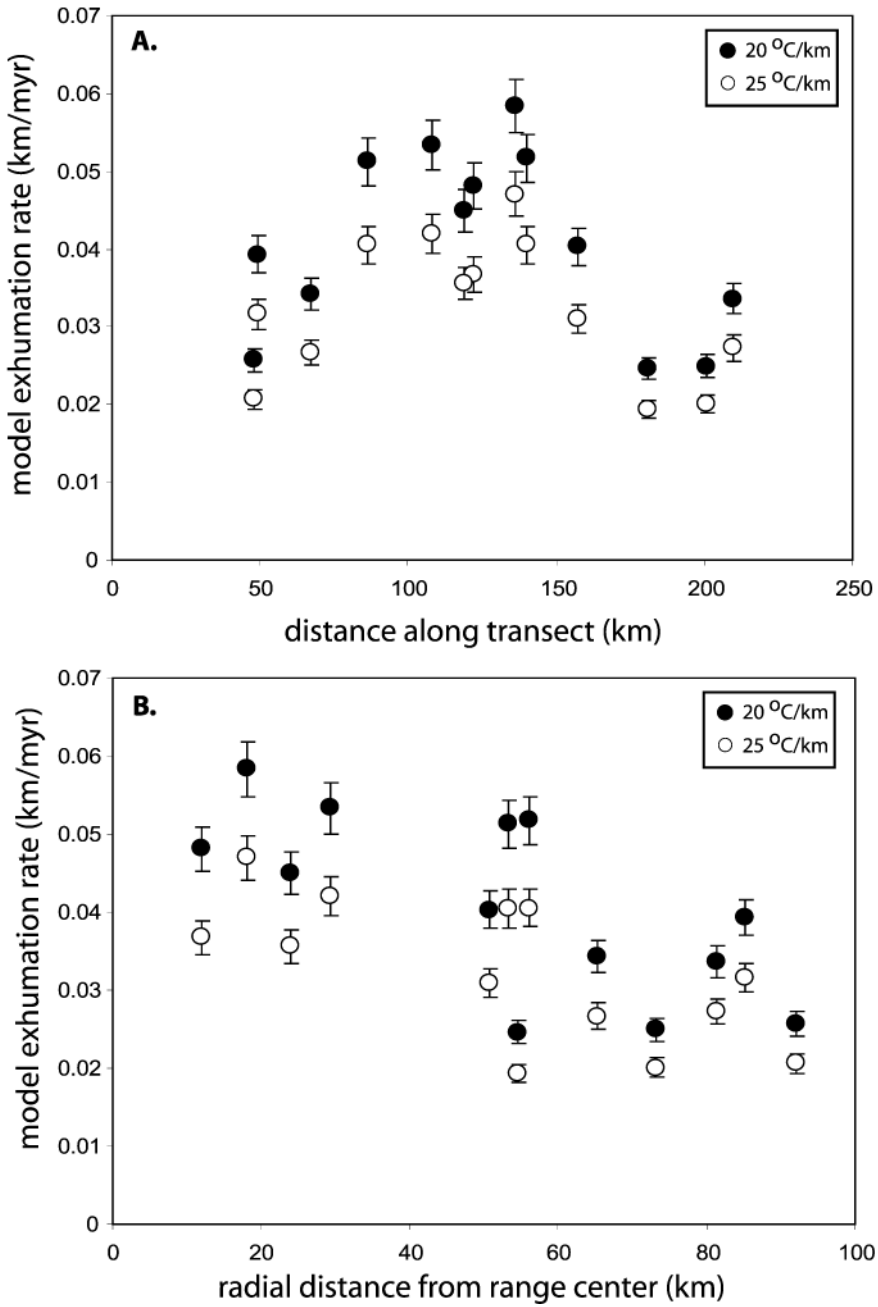 A.
20 °C/km
25 °C/km
model exhumation rate (km/myr)
0.07
0.06
0.05
0.04
0.03
0.02
0.01
0
0 50 100 150 200 250
distance along transect (km)
B.
20 °C/km
25 °C/km
model exhumation rate (km/myr)
0.07
0.06
0.05
0.04
0.03
0.02
0.01
0
0 20 40 60 80 100
radial distance from range center (km)